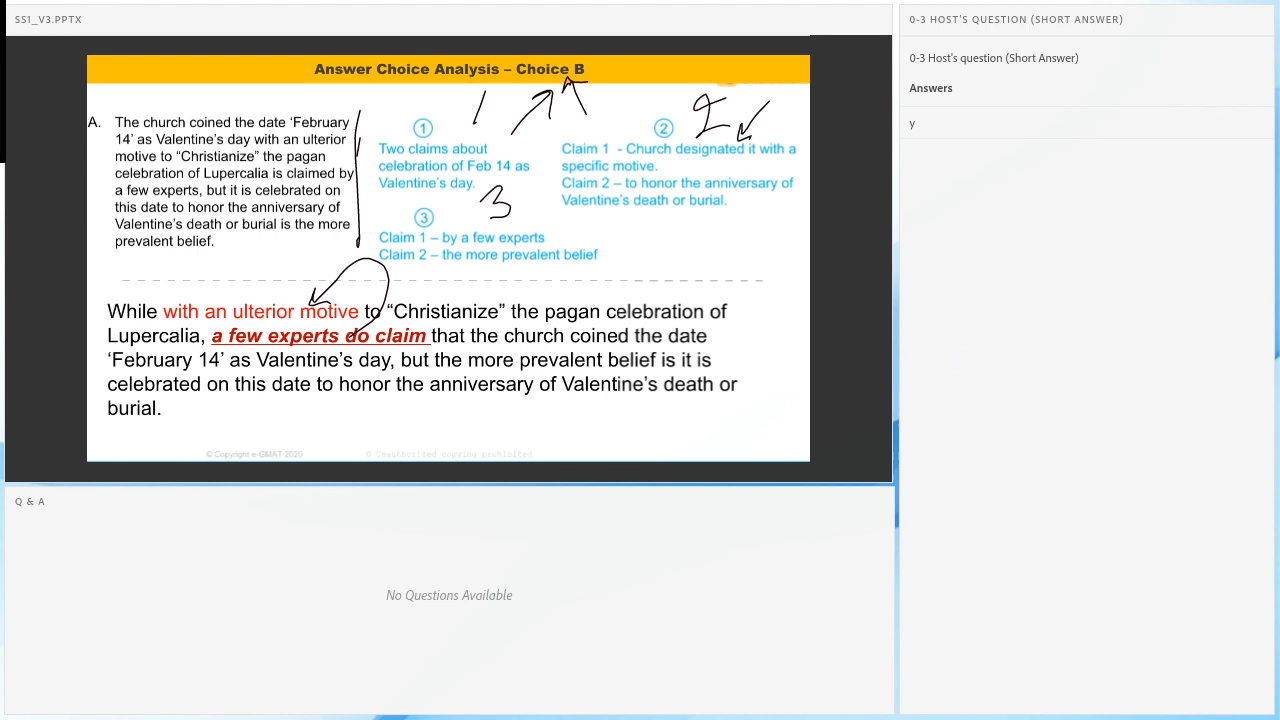 SS1_V3.PPTX
0-3 HOST'S QUESTION (SHORT ANSWER)
0-3 Host's question (Short Answer)
Answers
y
Answer Choice Analysis – Choice B
A. The church coined the date ‘February
14’ as Valentine’s day with an ulterior
motive to “Christianize” the pagan
celebration of Lupercalia is claimed by
a few experts, but it is celebrated on
this date to honor the anniversary of
Valentine’s death or burial is the more
prevalent belief.
1
Two claims about
celebration of Feb 14 as
Valentine’s day.
2
Claim 1 - Church designated it with a
specific motive.
Claim 2 – to honor the anniversary of
Valentine’s death or burial.
3
3
Claim 1 – by a few experts
Claim 2 – the more prevalent belief
While with an ulterior motive to “Christianize” the pagan celebration of
Lupercalia, a few experts do claim that the church coined the date
‘February 14’ as Valentine’s day, but the more prevalent belief is it is
celebrated on this date to honor the anniversary of Valentine’s death or
burial.
© Copyright e-GMAT 2020
© Unauthorized copying prohibited
Q & A
No Questions Available